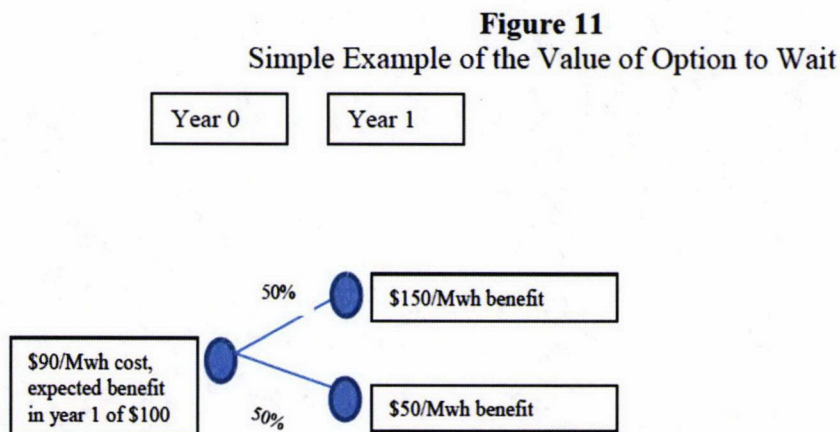 Figure 11
Simple Example of the Value of Option to Wait
Year 0
Year 1
50%
$150/Mwh benefit
$90/Mwh cost,
expected benefit
in year 1 of $100
50%
$50/Mwh benefit